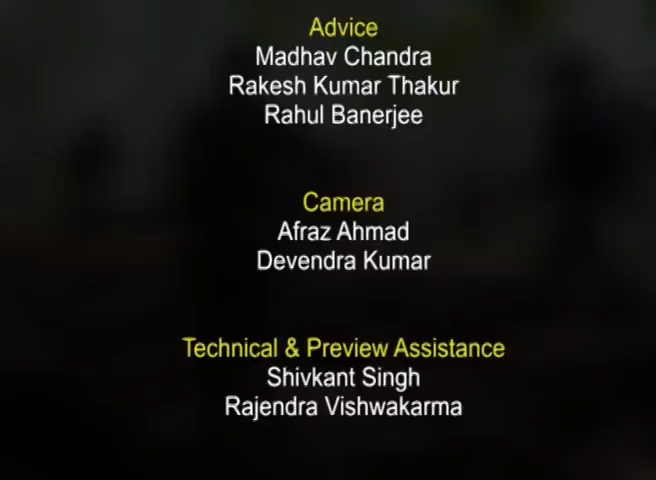 Advice
Madhav Chandra
Rakesh Kumar Thakur
Rahul Banerjee
Camera
Afraz Ahmad
Devendra Kumar
Technical & Preview Assistance
Shivkant Singh
Rajendra Vishwakarma